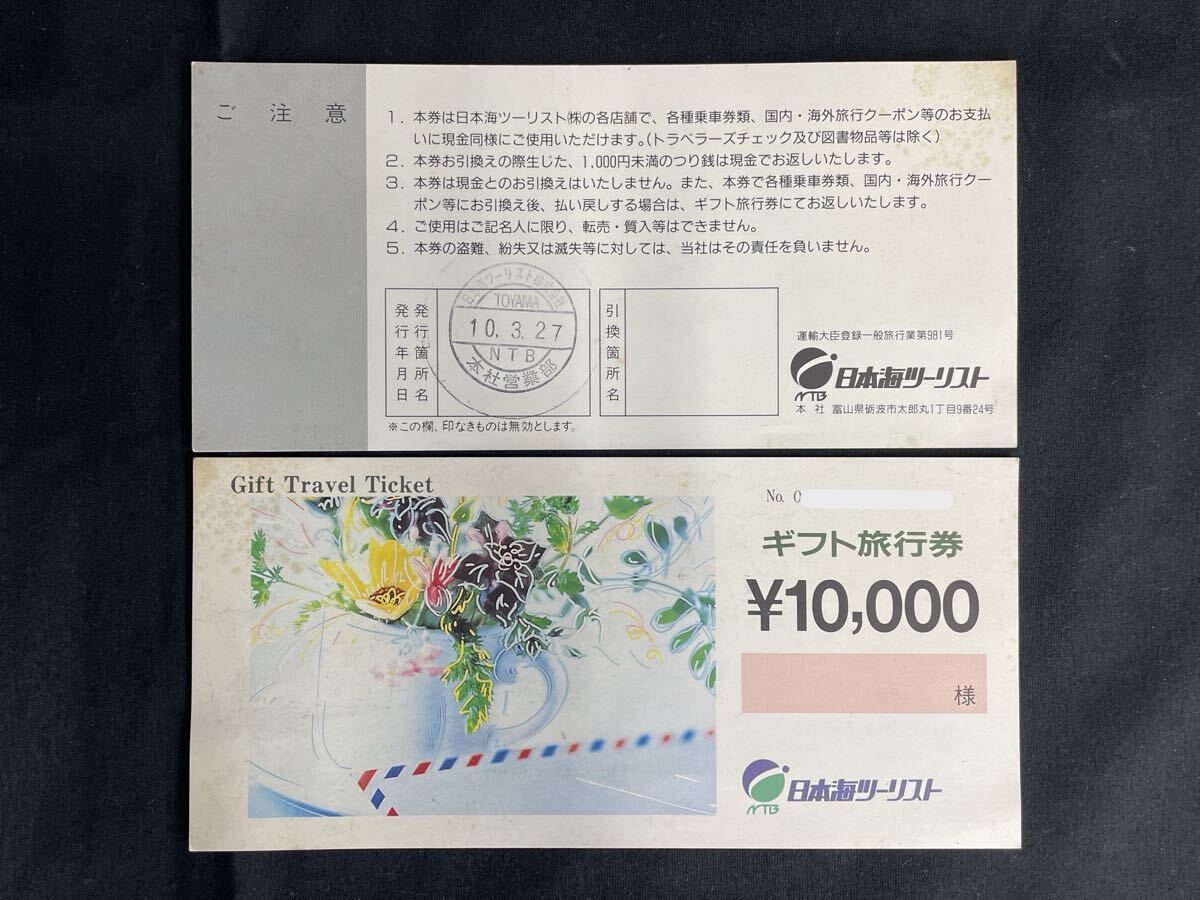 ご注意
1. 本券は日本海ツーリスト㈱の各店舗で、各種乗車券類、国内・海外旅行クーポン等のお支払
いに現金同様にご使用いただけます。(トラベラーズチェック及び図書物品等は除く)
2. 本券お引換えの際生じた、1,000円未満のつり銭は現金でお返しいたします。
3. 本券は現金とのお引換えはいたしません。また、本券で各種乗車券類、国内・海外旅行クー
ポン等にお引換え後、払い戻しする場合は、ギフト旅行券にてお返しいたします。
4. ご使用はご記名人に限り、転売・質入等はできません。
5. 本券の盗難、紛失又は滅失等に対しては、当社はその責任を負いません。
発行箇所名
発行年月日
日本海ツーリスト株式会社
TOYAMA
10.3.27
NTB
本社営業部
引換箇所名
※この欄、印なきものは無効とします。
運輸大臣登録一般旅行業第981号
日本海ツーリスト
NTB
本社 富山県砺波市太郎丸1丁目9番24号
Gift Travel Ticket
No. 0
ギフト旅行券
¥10,000
様
日本海ツーリスト
NTB